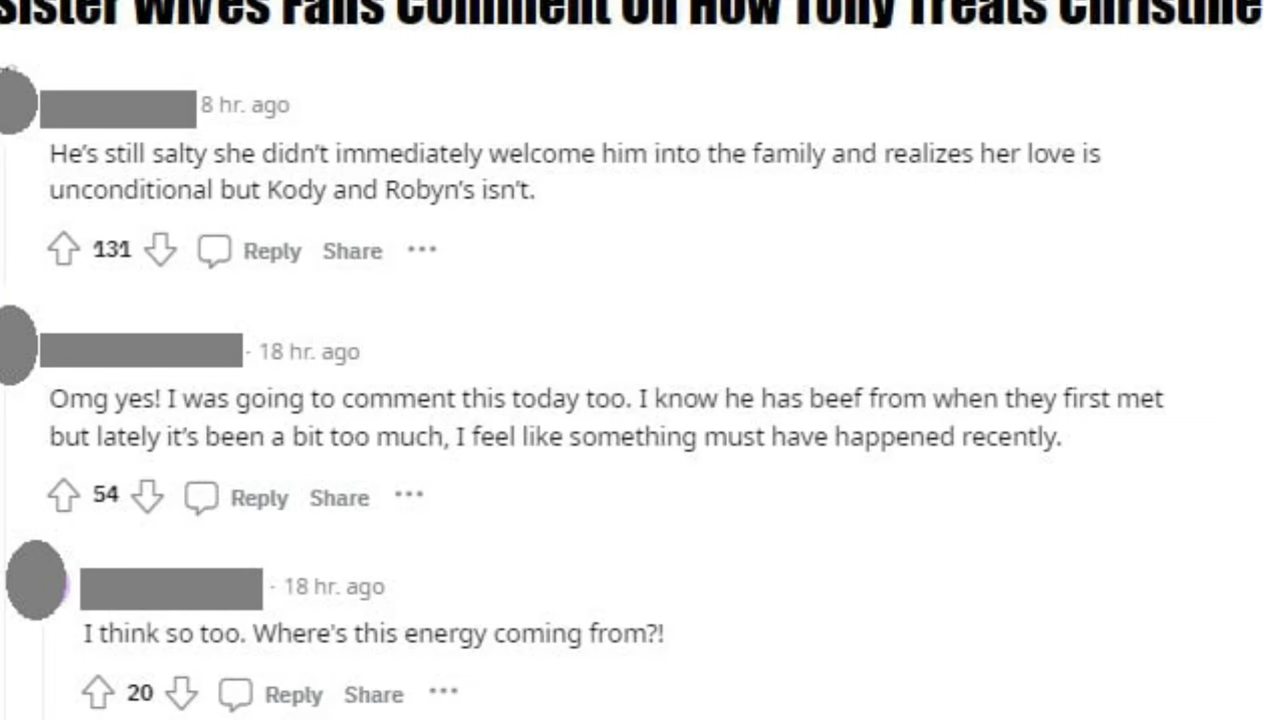 Sister Wives Fans Comment On How Tony Treats Christine
8 hr. ago
He’s still salty she didn’t immediately welcome him into the family and realizes her love is
unconditional but Kody and Robyn’s isn’t.
131 Reply Share ···
· 18 hr. ago
Omg yes! I was going to comment this today too. I know he has beef from when they first met
but lately it’s been a bit too much, I feel like something must have happened recently.
54 Reply Share ···
· 18 hr. ago
I think so too. Where's this energy coming from?!
20 Reply Share ···